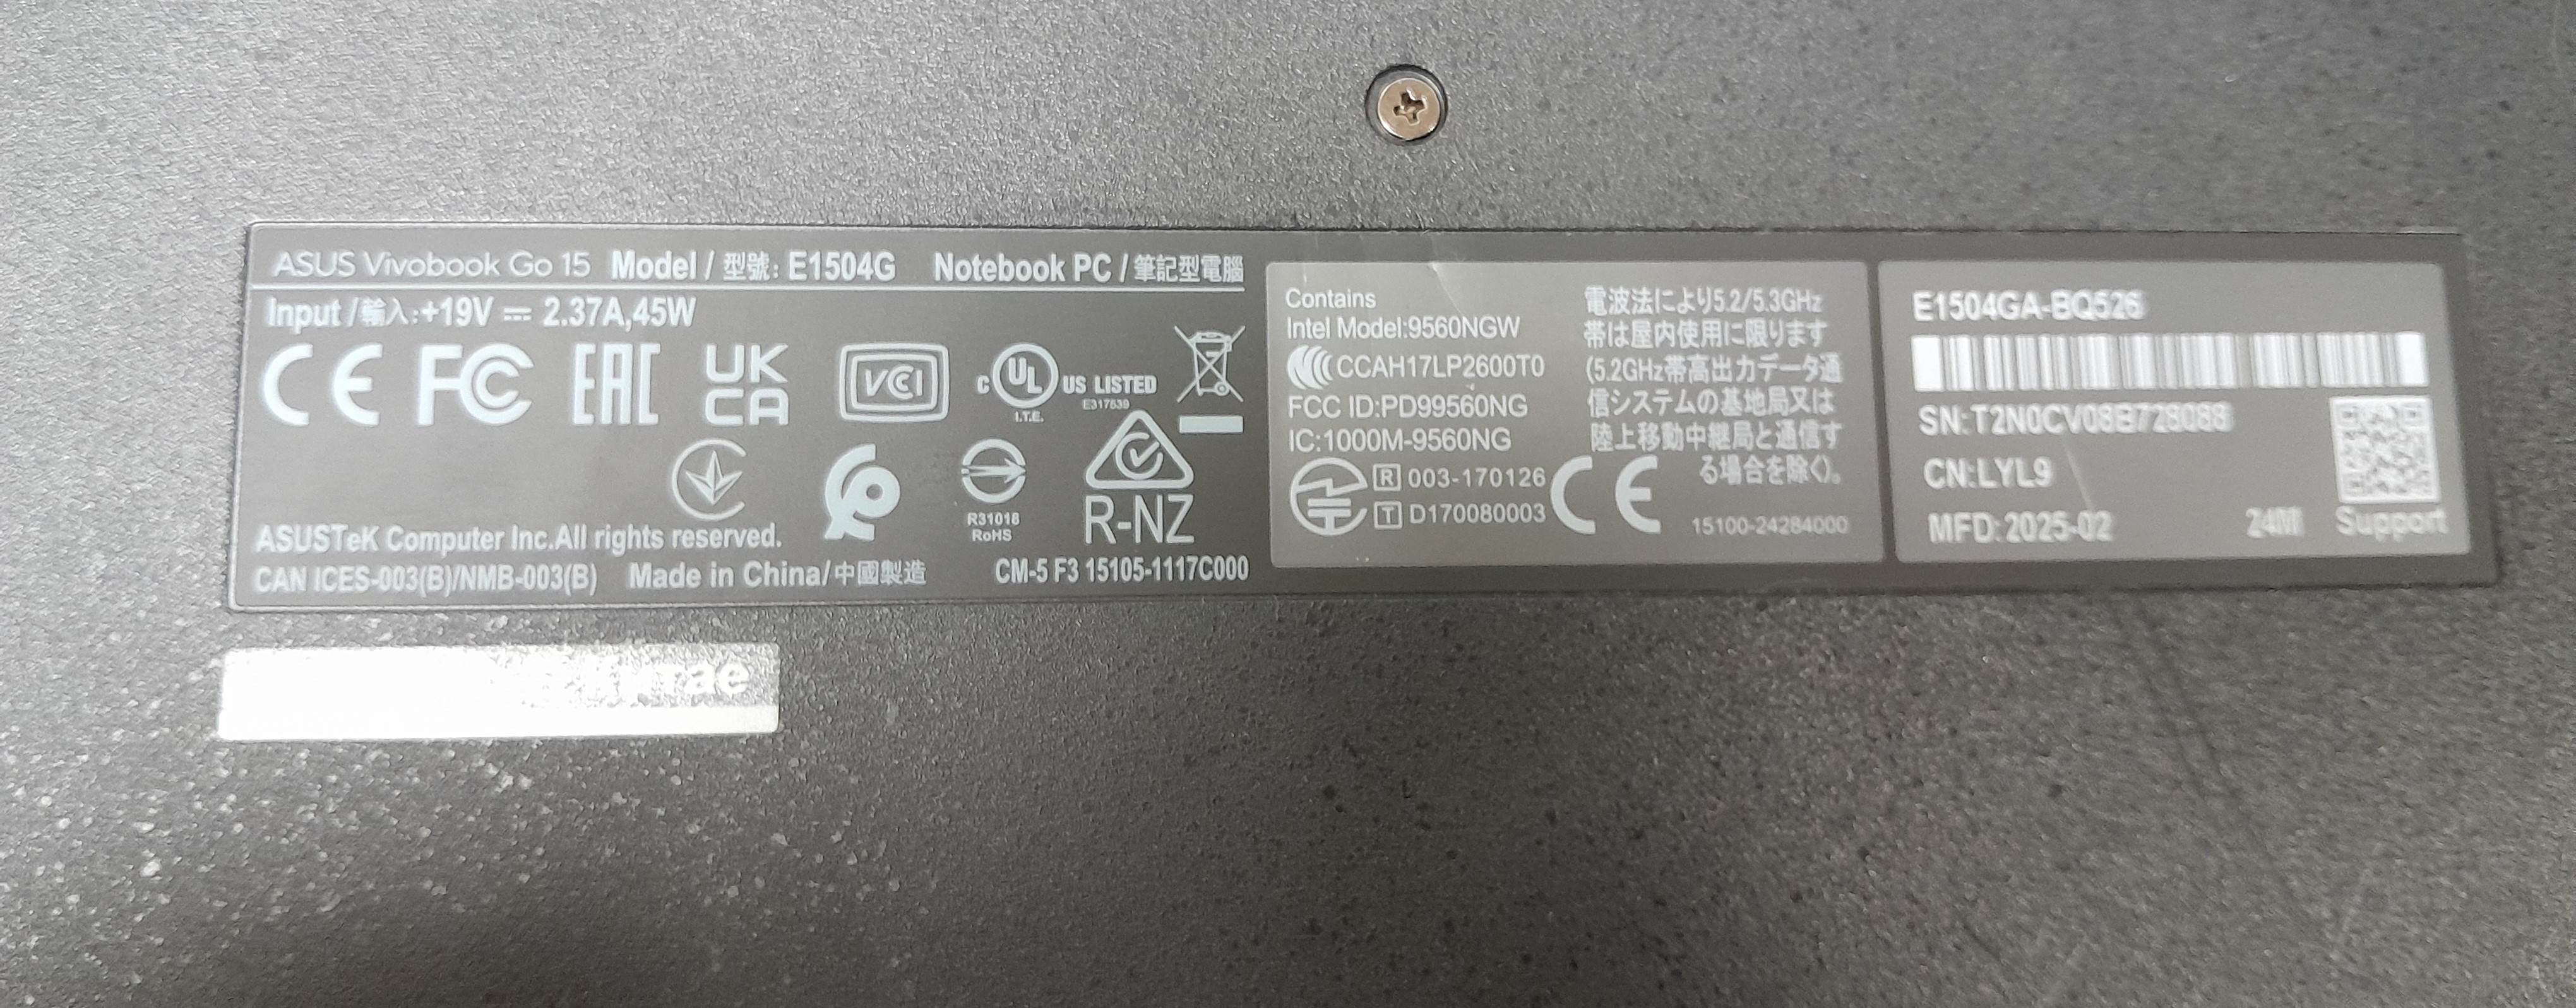 ASUS Vivobook Go 15 Model / 型號: E1504G Notebook PC / 筆記型電腦
Input / 輸入: +19V ⎓ 2.37A,45W
CE FC EAC UK CA VCCI c UL US LISTED
I.T.E. E317639
R31018
RoHS
R-NZ
ASUSTeK Computer Inc.All rights reserved.
CAN ICES-003(B)/NMB-003(B) Made in China/中國製造 CM-5 F3 15105-1117C000
Contains
Intel Model:9560NGW
CCAH17LP2600T0
FCC ID:PD99560NG
IC:1000M-9560NG
R 003-170126
T D170080003
CE
電波法により5.2/5.3GHz
帯は屋内使用に限ります
(5.2GHz帯高出力データ通
信システムの基地局又は
陸上移動中継局と通信す
る場合を除く)。
15100-24284000
E1504GA-BQ526
SN:T2N0CV08B728088
CN:LYL9
MFD:2025-02 24M Support